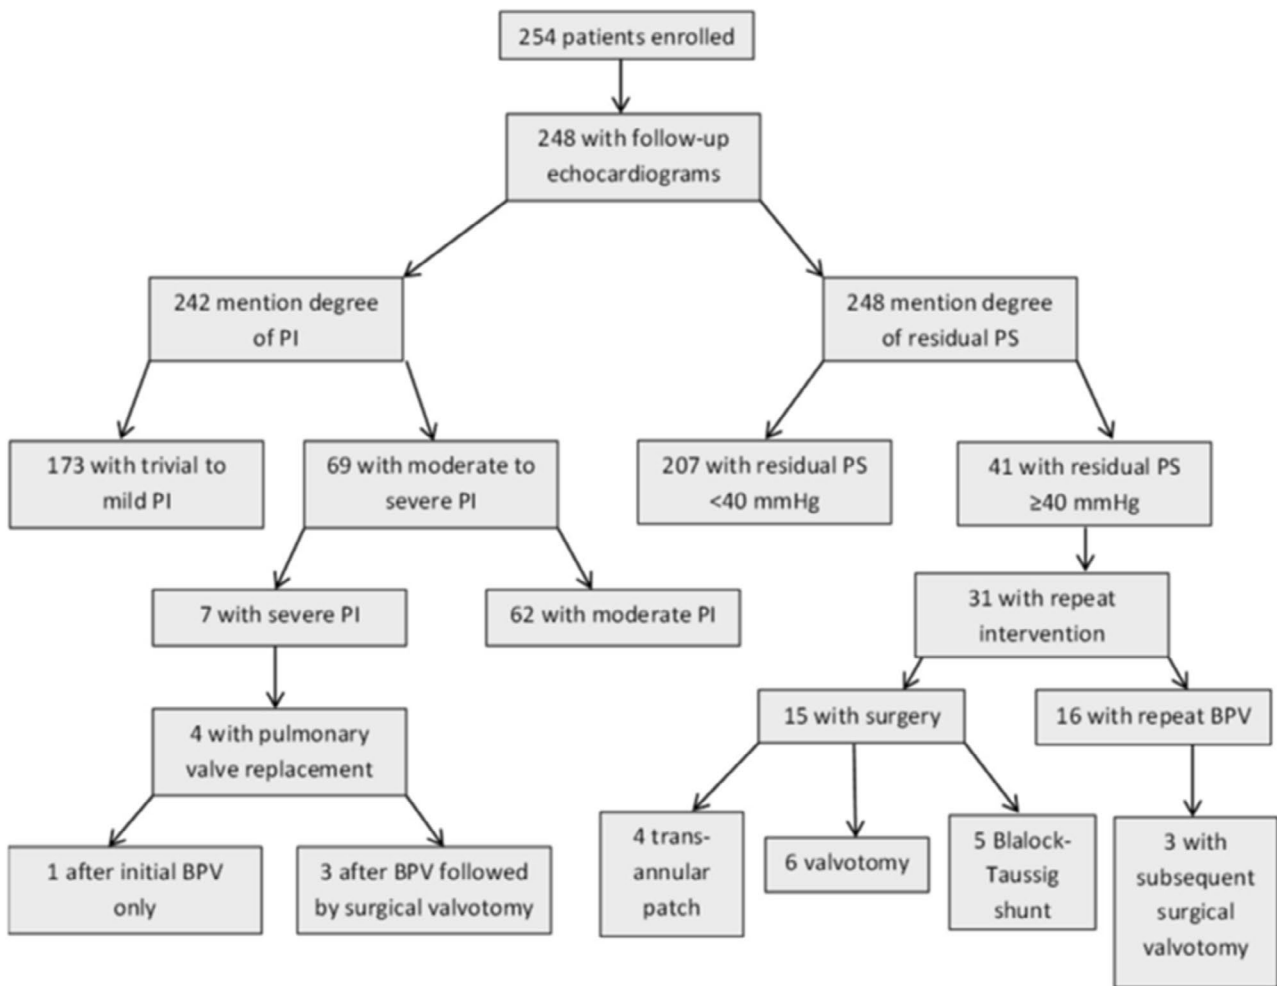 254 patients enrolled
248 with follow-up
echocardiograms
242 mention degree
of PI
248 mention degree
of residual PS
173 with trivial to
mild PI
69 with moderate to
severe PI
207 with residual PS
<40 mmHg
41 with residual PS
≥40 mmHg
7 with severe PI
62 with moderate PI
31 with repeat
intervention
4 with pulmonary
valve replacement
15 with surgery
16 with repeat BPV
1 after initial BPV
only
3 after BPV followed
by surgical valvotomy
4 trans-
annular
patch
6 valvotomy
5 Blalock-
Taussig
shunt
3 with
subsequent
surgical
valvotomy